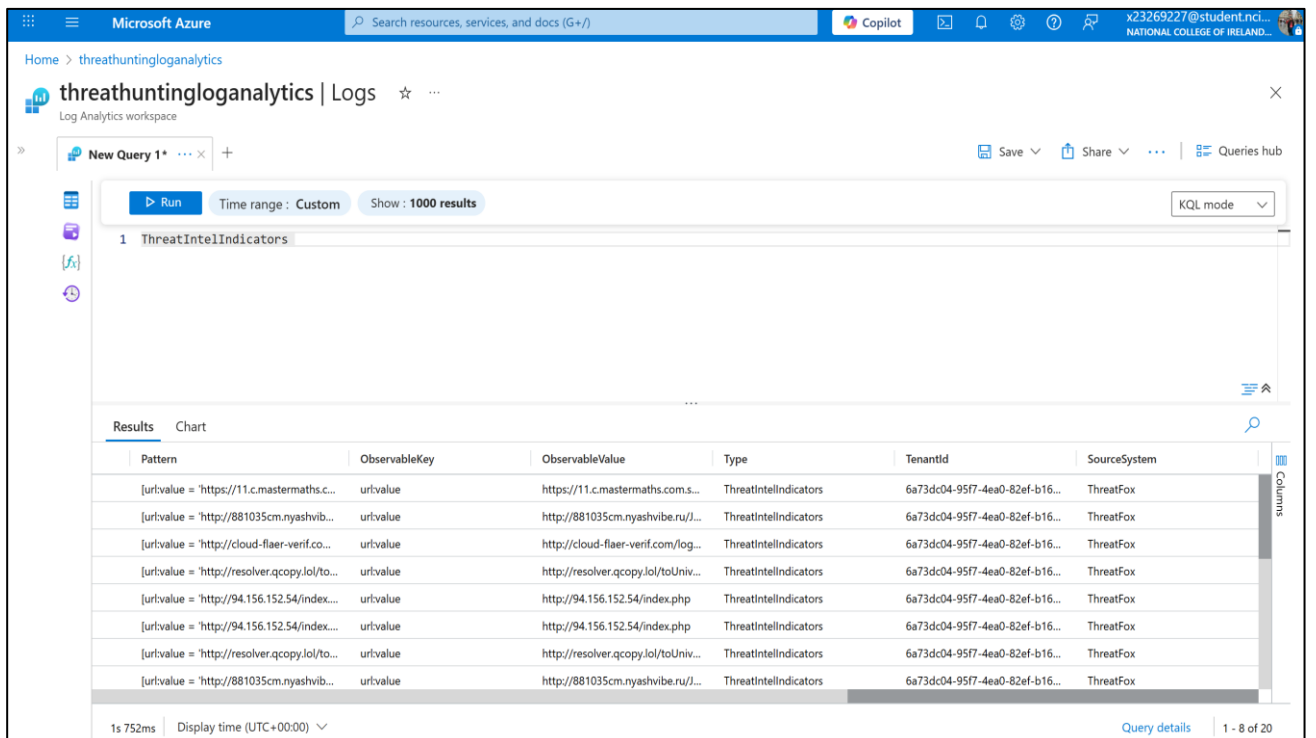 Microsoft Azure
Search resources, services, and docs (G+/)
Copilot
x23269227@student.nci...
NATIONAL COLLEGE OF IRELAND...
Home > threathuntingloganalytics
threathuntingloganalytics | Logs
Log Analytics workspace
New Query 1*
Save
Share
Queries hub
Run
Time range : Custom
Show : 1000 results
KQL mode
1 ThreatIntelIndicators
Results Chart
Pattern ObservableKey ObservableValue Type TenantId SourceSystem
[url:value = 'https://11.c.mastermaths.c... url:value https://11.c.mastermaths.com.s... ThreatIntelIndicators 6a73dc04-95f7-4ea0-82ef-b16... ThreatFox
[url:value = 'http://881035cm.nyashvib... url:value http://881035cm.nyashvibe.ru/J... ThreatIntelIndicators 6a73dc04-95f7-4ea0-82ef-b16... ThreatFox
[url:value = 'http://cloud-flaer-verif.co... url:value http://cloud-flaer-verif.com/log... ThreatIntelIndicators 6a73dc04-95f7-4ea0-82ef-b16... ThreatFox
[url:value = 'http://resolver.qcopy.lol/to... url:value http://resolver.qcopy.lol/toUniv... ThreatIntelIndicators 6a73dc04-95f7-4ea0-82ef-b16... ThreatFox
[url:value = 'http://94.156.152.54/index.... url:value http://94.156.152.54/index.php ThreatIntelIndicators 6a73dc04-95f7-4ea0-82ef-b16... ThreatFox
[url:value = 'http://94.156.152.54/index.... url:value http://94.156.152.54/index.php ThreatIntelIndicators 6a73dc04-95f7-4ea0-82ef-b16... ThreatFox
[url:value = 'http://resolver.qcopy.lol/to... url:value http://resolver.qcopy.lol/toUniv... ThreatIntelIndicators 6a73dc04-95f7-4ea0-82ef-b16... ThreatFox
[url:value = 'http://881035cm.nyashvib... url:value http://881035cm.nyashvibe.ru/J... ThreatIntelIndicators 6a73dc04-95f7-4ea0-82ef-b16... ThreatFox
Columns
1s 752ms
Display time (UTC+00:00)
Query details
1 - 8 of 20